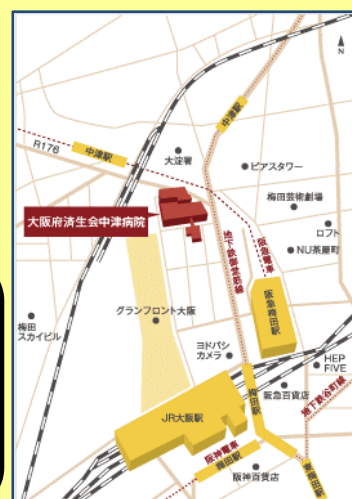 N
中津駅
R176
中津駅
大淀署
ピアスタワー
梅田芸術劇場
大阪府済生会中津病院
ロフト
地下鉄御堂筋線
阪急電車
NU茶屋町
グランフロント大阪
阪急梅田駅
梅田
スカイビル
ヨドバシ
カメラ
HEP
FIVE
梅田駅
阪急百貨店
地下鉄谷町線
JR大阪駅
阪神電車
梅田駅
阪神百貨店
東梅田駅